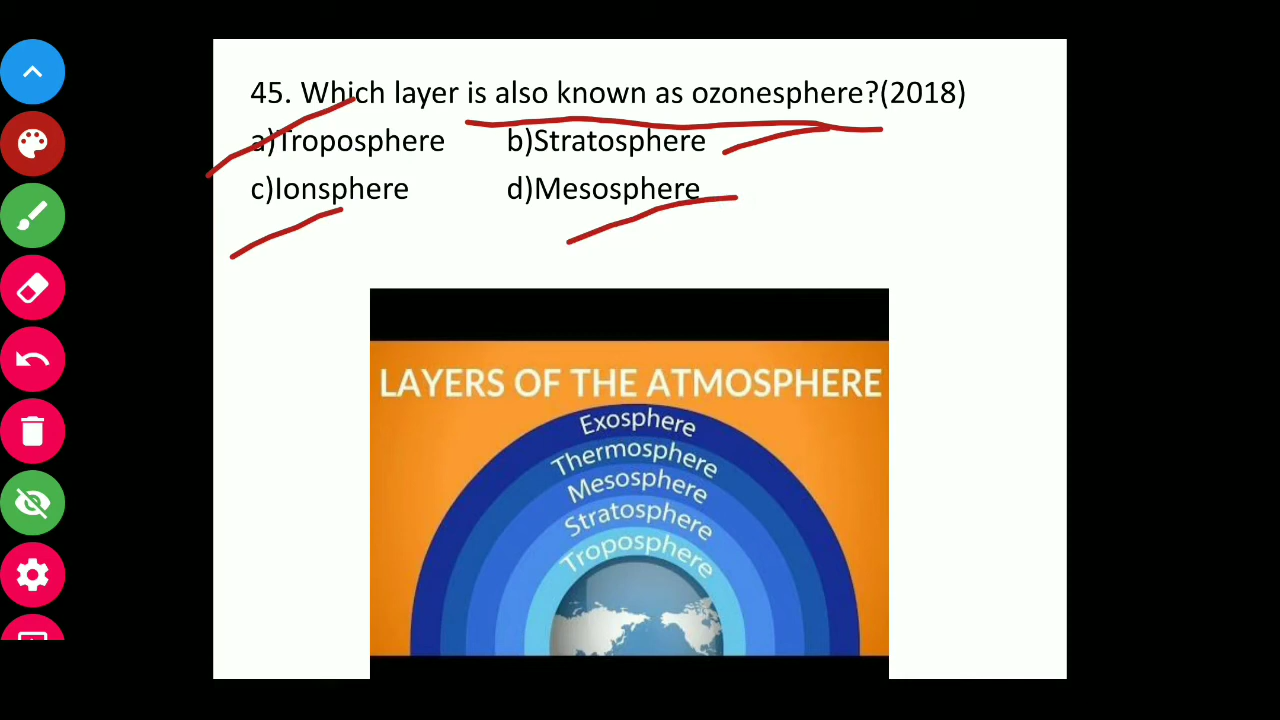 45. Which layer is also known as ozonesphere?(2018)
a)Troposphere b)Stratosphere
c)Ionsphere d)Mesosphere
LAYERS OF THE ATMOSPHERE
Exosphere
Thermosphere
Mesosphere
Stratosphere
Troposphere